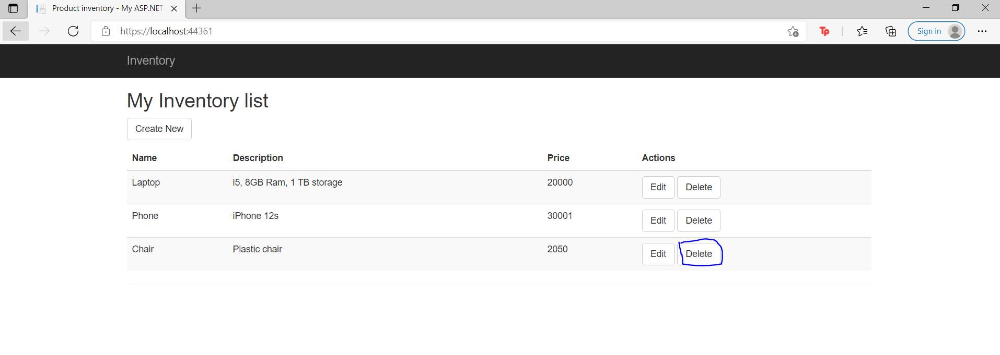 Product inventory - My ASP.NET
https://localhost:44361
Tp
Sign in
Inventory
My Inventory list
Create New
Name Description Price Actions
Laptop i5, 8GB Ram, 1 TB storage 20000 Edit Delete
Phone iPhone 12s 30001 Edit Delete
Chair Plastic chair 2050 Edit Delete